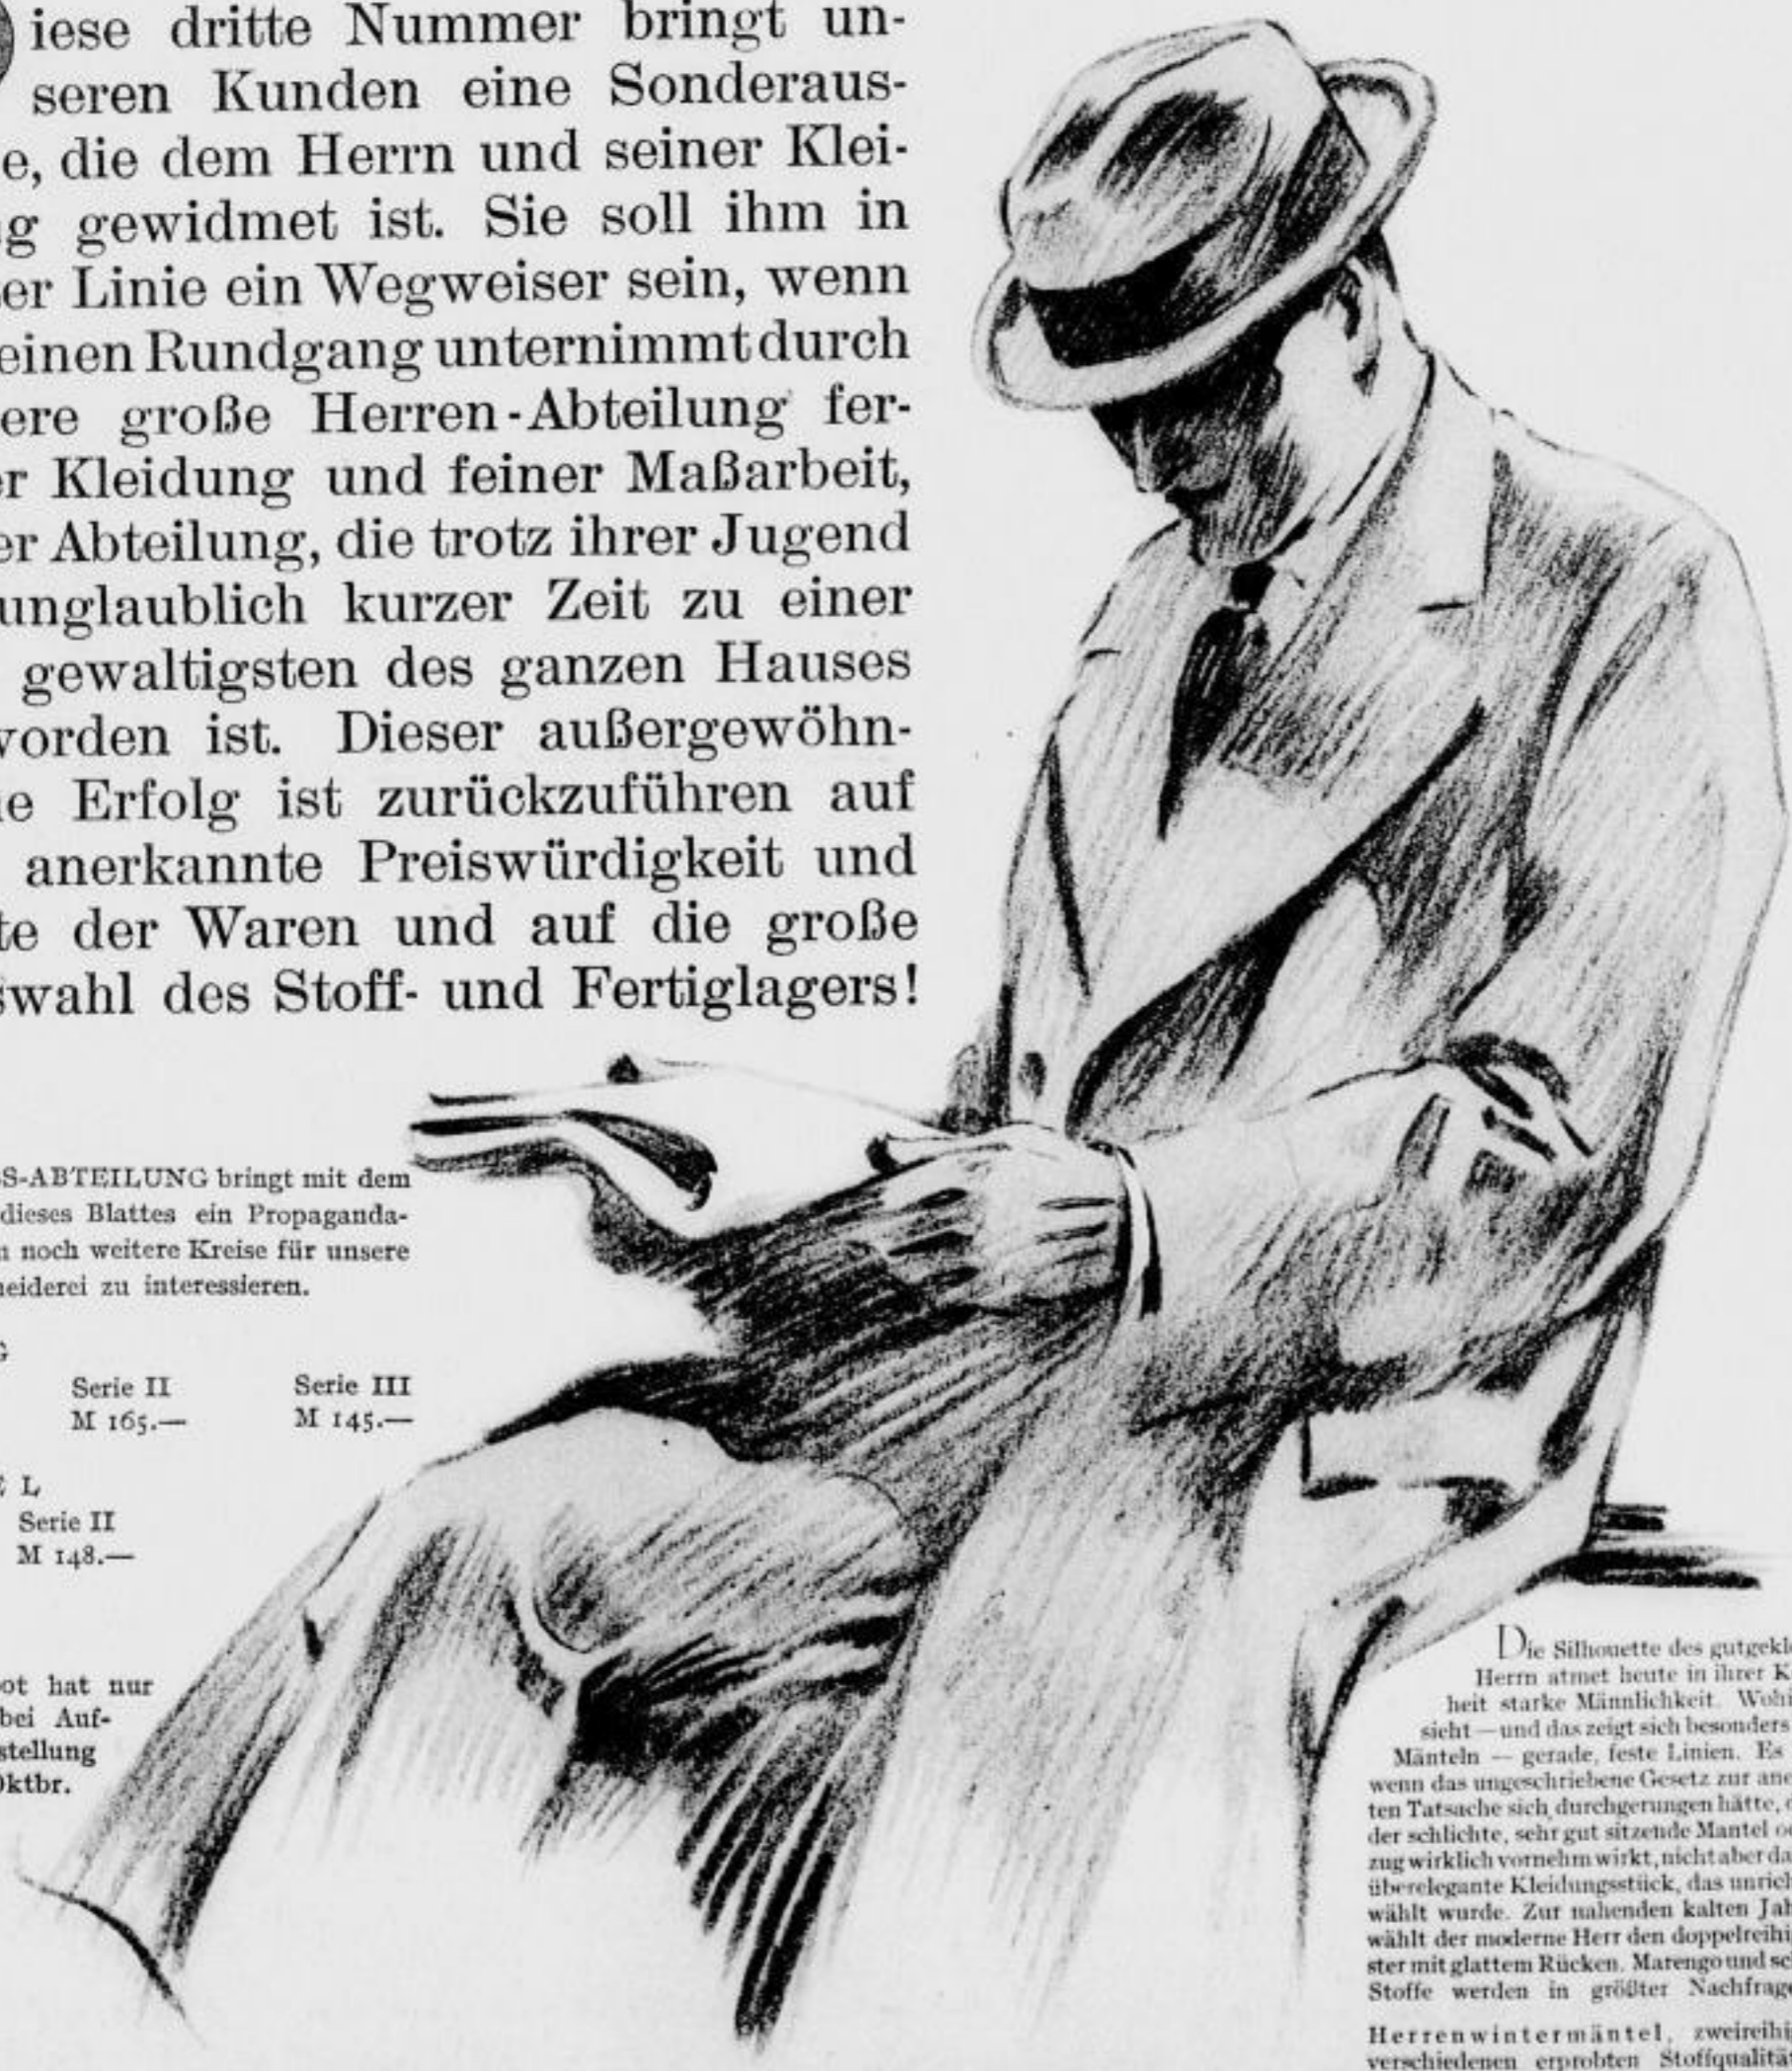 iese dritte Nummer bringt un-
seren Kunden eine Sonderaus-
e, die dem Herrn und seiner Klei-
g gewidmet ist. Sie soll ihm in
er Linie ein Wegweiser sein, wenn
einen Rundgang unternimmt durch
ere große Herren-Abteilung fer-
r Kleidung und feiner Maßarbeit,
er Abteilung, die trotz ihrer Jugend
unglaublich kurzer Zeit zu einer
gewaltigsten des ganzen Hauses
worden ist. Dieser außergewöhn-
e Erfolg ist zurückzuführen auf
anerkannte Preiswürdigkeit und
te der Waren und auf die große
swahl des Stoff- und Fertiglagers!
S-ABTEILUNG bringt mit dem
dieses Blattes ein Propaganda-
noch weitere Kreise für unsere
eiderei zu interessieren.
G
Serie II Serie III
M 165.— M 145.—
E L
Serie II
M 148.—
ot hat nur
bei Auf-
stellung
Oktbr.
Die Silhouette des gutgekl
Herrn atmet heute in ihrer K
heit starke Männlichkeit. Wohi
sicht — und das zeigt sich besonders
Mänteln — gerade, feste Linien. Es
wenn das ungeschriebene Gesetz zur ane
ten Tatsache sich durchgerungen hätte, d
der schlichte, sehr gut sitzende Mantel od
zug wirklich vornehm wirkt, nicht aber da
überelegante Kleidungsstück, das unrich
wählt wurde. Zur nahenden kalten Jah
wählt der moderne Herr den doppelreihi
ster mit glattem Rücken. Marengo und sc
Stoffe werden in größter Nachfrage
Herrenwintermäntel, zweireihi
verschiedenen erprobten Stoffqualitä